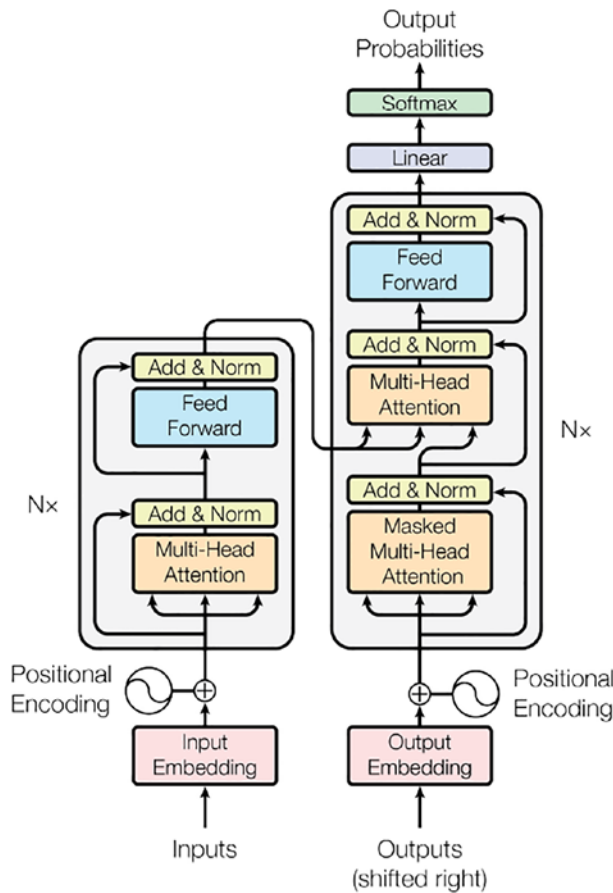 Output
Probabilities
Softmax
Linear
Add & Norm
Feed
Forward
Add & Norm
Multi-Head
Attention
Add & Norm
Masked
Multi-Head
Attention
Nx
Add & Norm
Feed
Forward
Add & Norm
Multi-Head
Attention
Nx
Positional
Encoding
Positional
Encoding
Input
Embedding
Output
Embedding
Inputs
Outputs
(shifted right)